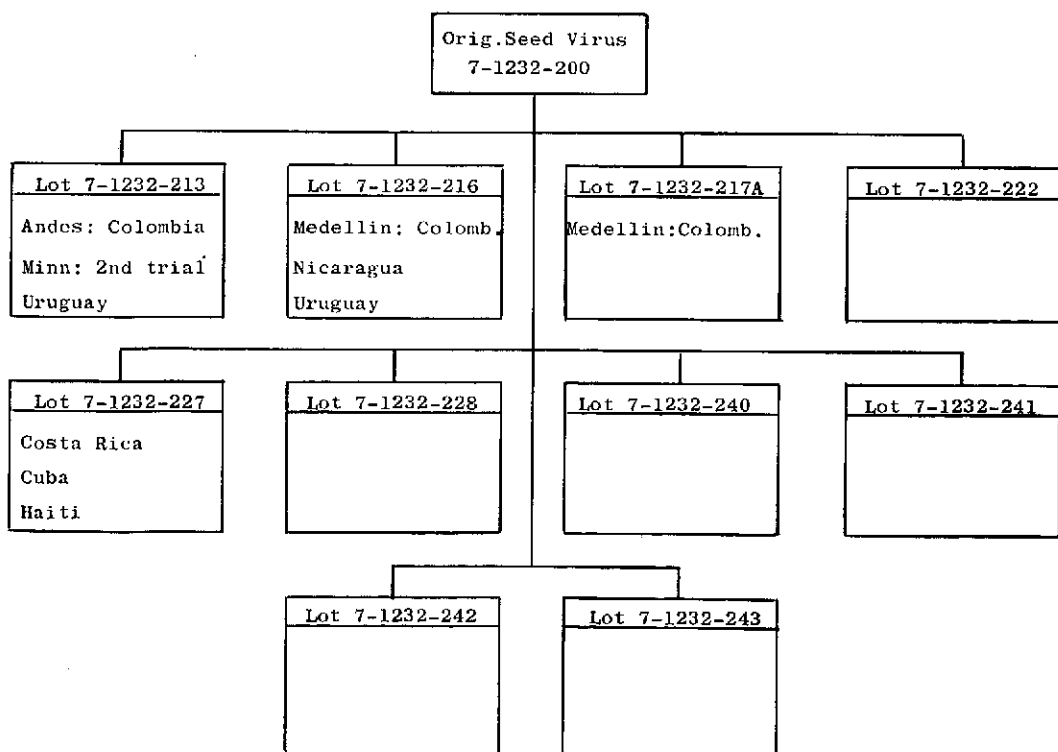 Orig.Seed Virus
7-1232-200
Lot 7-1232-213
Andes: Colombia
Minn: 2nd trial
Uruguay
Lot 7-1232-216
Medellin: Colomb.
Nicaragua
Uruguay
Lot 7-1232-217A
Medellin:Colomb.
Lot 7-1232-222
Lot 7-1232-227
Costa Rica
Cuba
Haiti
Lot 7-1232-228
Lot 7-1232-240
Lot 7-1232-241
Lot 7-1232-242
Lot 7-1232-243